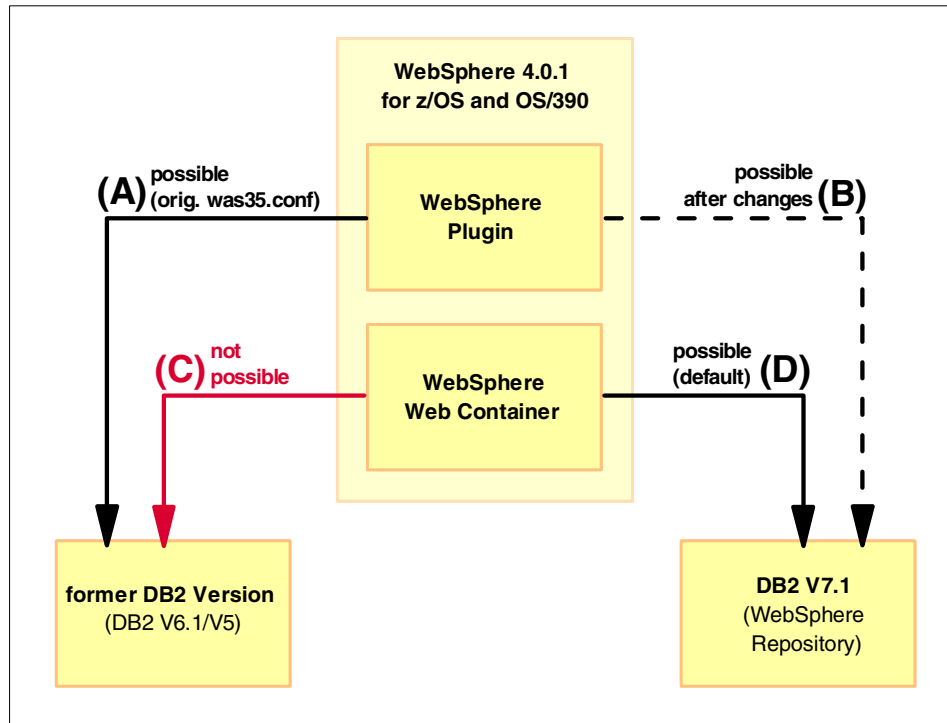 WebSphere 4.0.1
for z/OS and OS/390
(A) possible
(orig. was35.conf)
WebSphere
Plugin
possible
after changes (B)
(C) not
possible
WebSphere
Web Container
possible
(default) (D)
former DB2 Version
(DB2 V6.1/V5)
DB2 V7.1
(WebSphere
Repository)